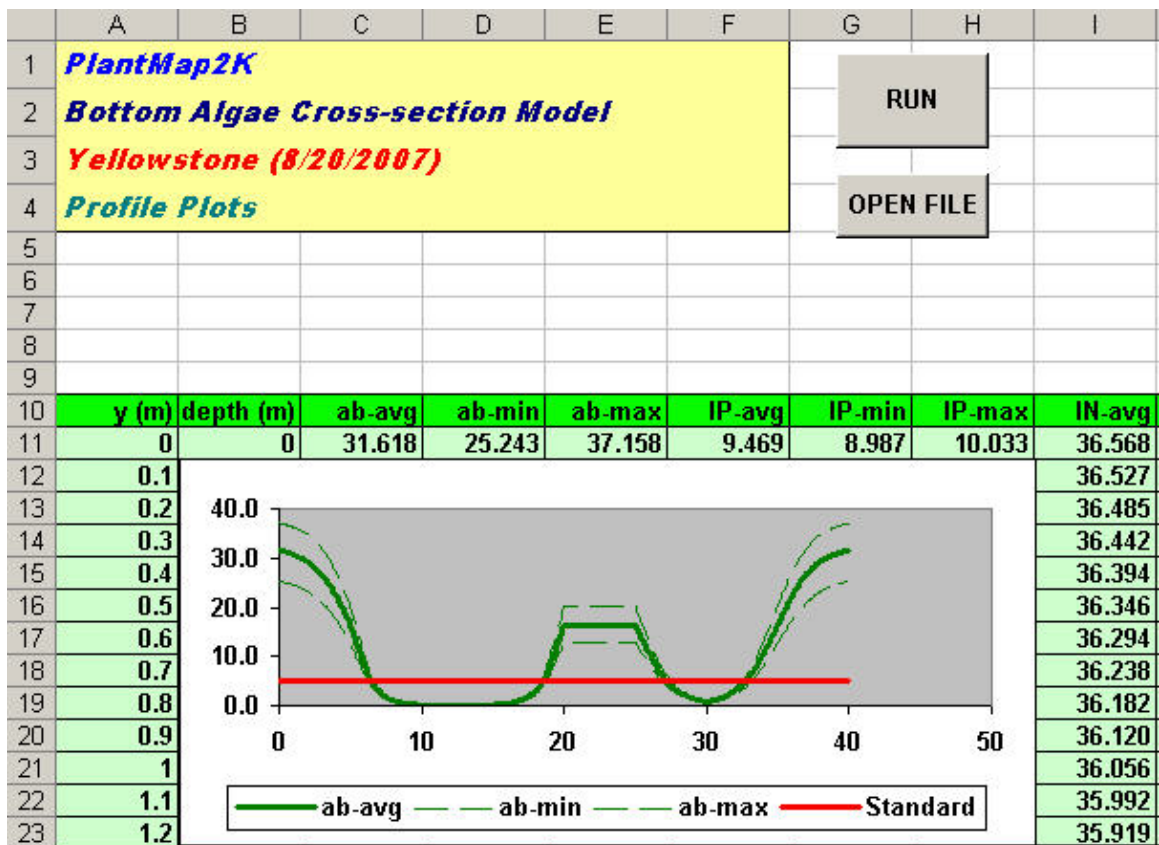 A B C D E F G H I
1 PlantMap2K
2 Bottom Algae Cross-section Model
RUN
3 Yellowstone (8/20/2007)
4 Profile Plots
OPEN FILE
5
6
7
8
9
10 y (m) depth (m) ab-avg ab-min ab-max IP-avg IP-min IP-max IN-avg
11 0 0 31.618 25.243 37.158 9.469 8.987 10.033 36.568
12 0.1 36.527
13 0.2 40.0 36.485
14 0.3 36.442
15 0.4 30.0 36.394
16 0.5 20.0 36.346
17 0.6 36.294
18 0.7 10.0 36.238
19 0.8 0.0 36.182
20 0.9 0 10 20 30 40 50 36.120
21 1 36.056
22 1.1 ab-avg ab-min ab-max Standard 35.992
23 1.2 35.919